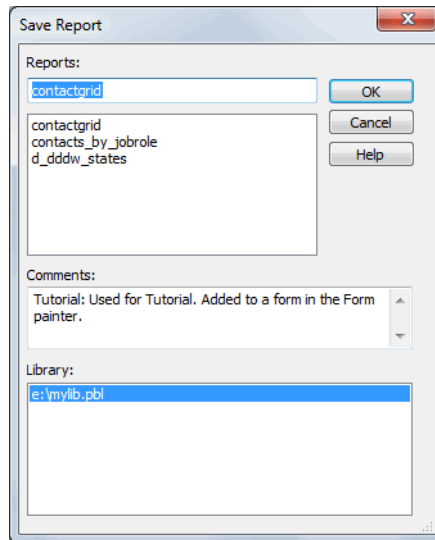 Save Report
Reports:
contactgrid
OK
contactgrid
contacts_by_jobrole
d_dddw_states
Cancel
Help
Comments:
Tutorial: Used for Tutorial. Added to a form in the Form
painter.
Library:
e:\mylib.pbl